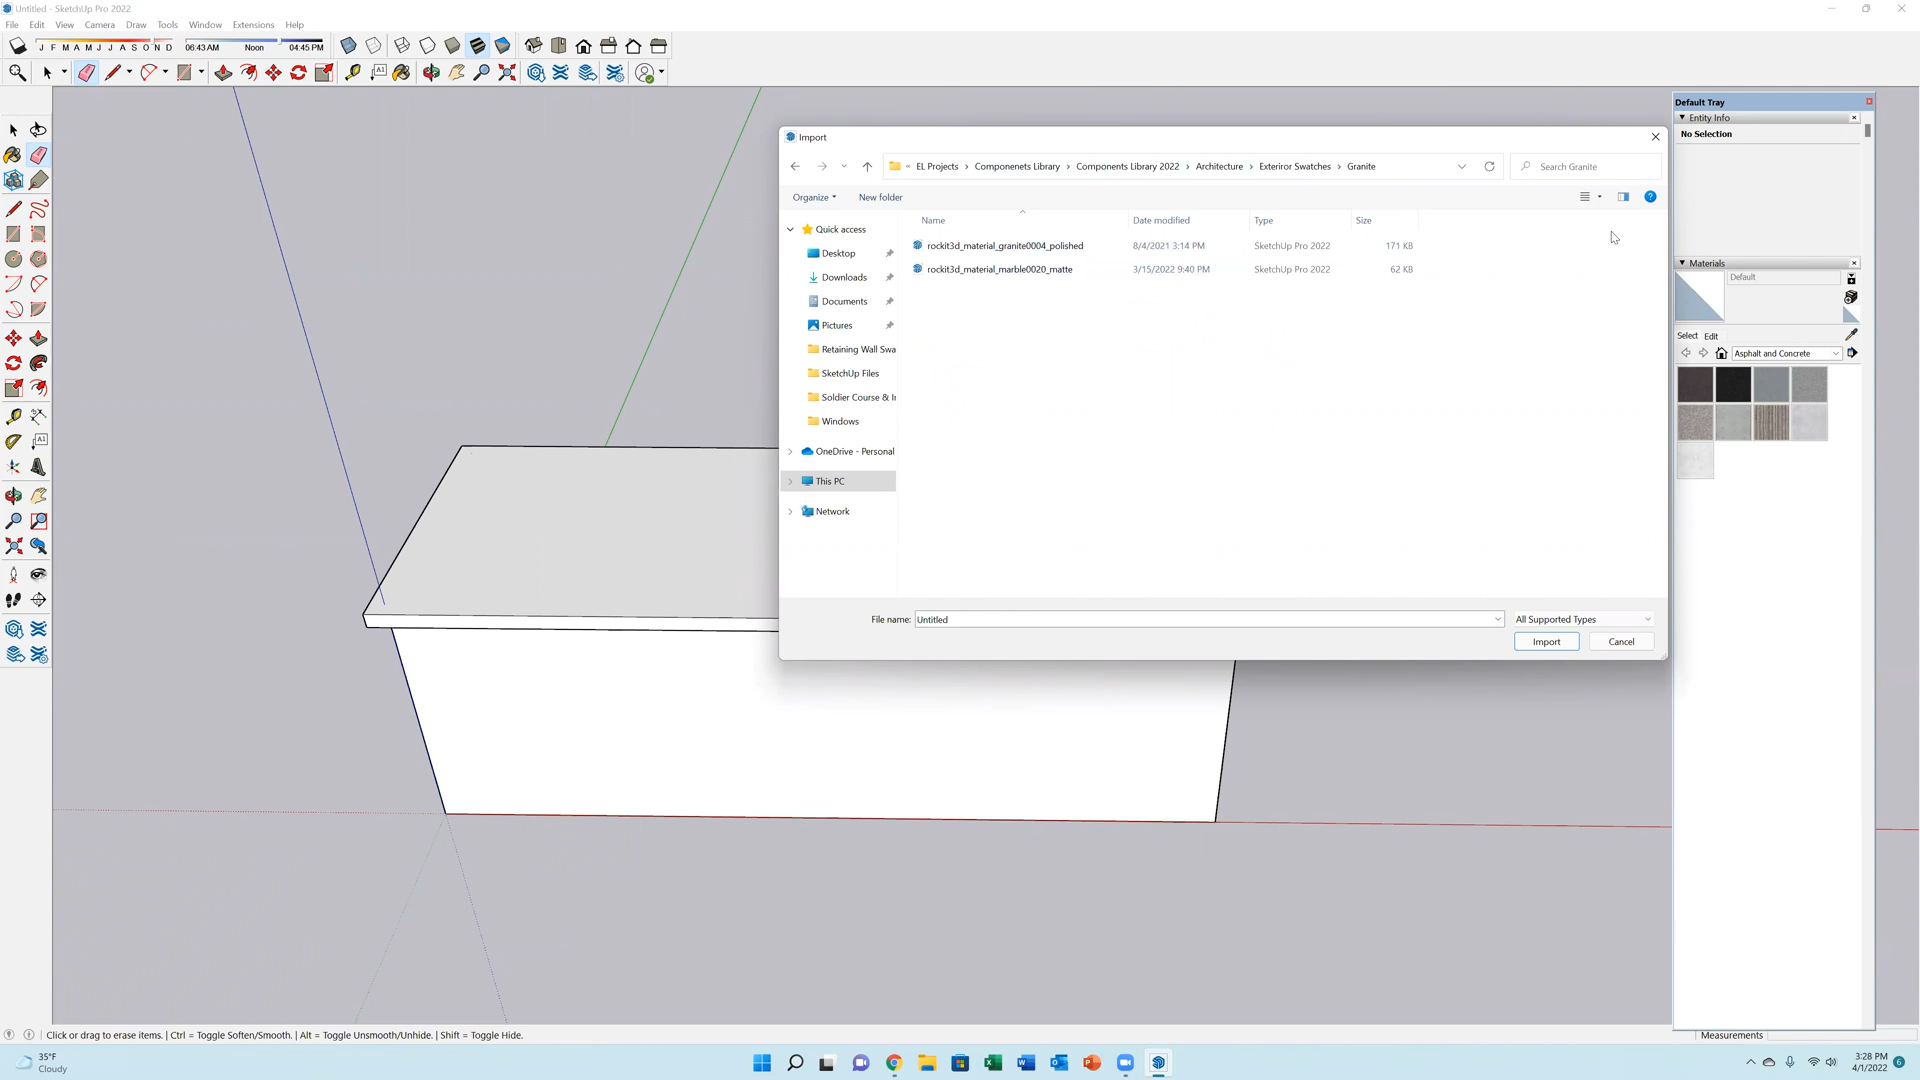 Untitled - SketchUp Pro 2022
File Edit View Camera Draw Tools Window Extensions Help
J F M A M J J A S O N D 06:43 AM Noon 04:45 PM
Import
« EL Projects › Componenets Library › Components Library 2022 › Architecture › Exteriror Swatches › Granite
Search Granite
Organize New folder
Name Date modified Type Size
rockit3d_material_granite0004_polished 8/4/2021 3:14 PM SketchUp Pro 2022 171 KB
rockit3d_material_marble0020_matte 3/15/2022 9:40 PM SketchUp Pro 2022 62 KB
Quick access
Desktop
Downloads
Documents
Pictures
Retaining Wall Swa
SketchUp Files
Soldier Course & I
Windows
OneDrive - Personal
This PC
Network
File name: Untitled All Supported Types
Import Cancel
Default Tray
Entity Info
No Selection
Materials
Default
Select Edit
Asphalt and Concrete
Click or drag to erase items. | Ctrl = Toggle Soften/Smooth. | Alt = Toggle Unsmooth/Unhide. | Shift = Toggle Hide.
Measurements
35°F
Cloudy
3:28 PM
4/1/2022
6